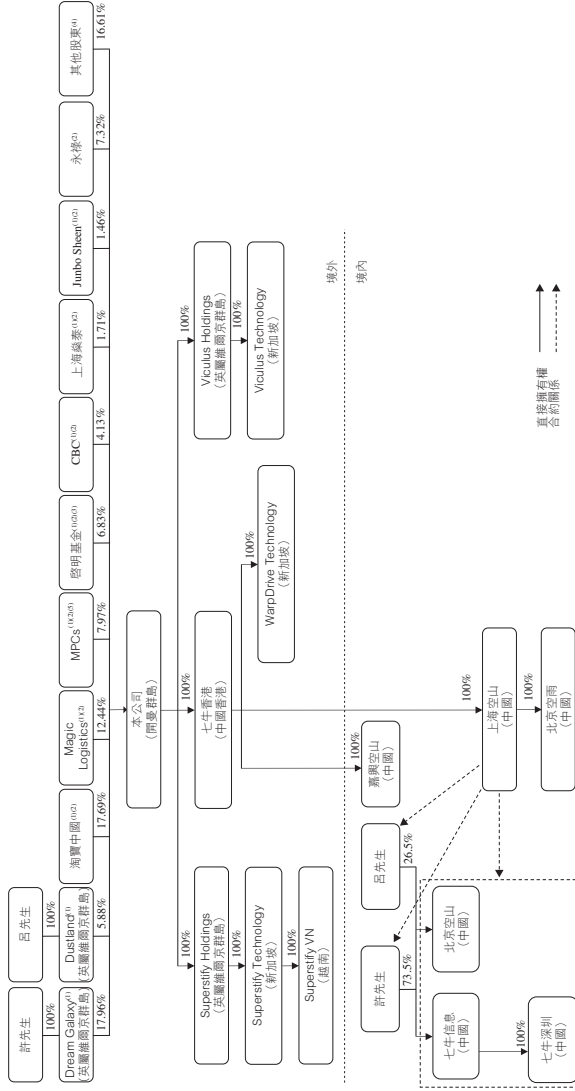 許先生
呂先生
100%
100%
Dream Galaxy⁽¹⁾
(英屬維爾京群島)
Dustland⁽¹⁾
(英屬維爾京群島)
淘寶中國⁽¹⁾⁽²⁾
Magic
Logistics⁽¹⁾⁽²⁾
MPCs⁽¹⁾⁽²⁾⁽³⁾
啓明基金⁽¹⁾⁽²⁾⁽³⁾
CBC⁽¹⁾⁽²⁾
上海燊泰⁽¹⁾⁽²⁾
Junbo Sheen⁽¹⁾⁽²⁾
永祿⁽²⁾
其他股東⁽⁴⁾
17.96%
5.88%
17.69%
12.44%
7.97%
6.83%
4.13%
1.71%
1.46%
7.32%
16.61%
本公司
(開曼群島)
100%
100%
100%
Superstify Holdings
(英屬維爾京群島)
七牛香港
(中國香港)
Viculus Holdings
(英屬維爾京群島)
100%
100%
100%
Superstify Technology
(新加坡)
WarpDrive Technology
(新加坡)
Viculus Technology
(新加坡)
100%
Superstify VN
(越南)
境外
境內
100%
嘉興空山
(中國)
許先生
呂先生
73.5%
26.5%
100%
上海空山
(中國)
七牛信息
(中國)
北京空山
(中國)
100%
100%
七牛深圳
(中國)
北京空雨
(中國)
直接擁有權
合約關係